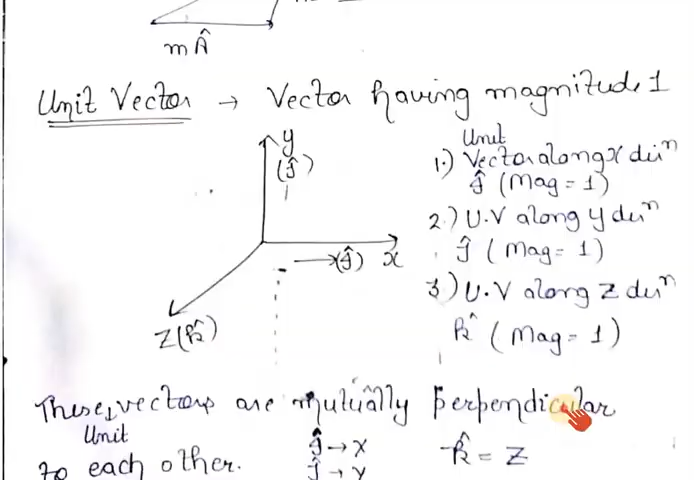 m Â
Unit Vector → Vector having magnitude 1
y
(ĵ)
→(î) x
Z(k̂)
Unit
1.) Vector along x dirⁿ
î (Mag = 1)
2.) U.V along y dirⁿ
ĵ (Mag = 1)
3) U.V along Z dirⁿ
k̂ (Mag = 1)
These vectors are mutually perpendicular
Unit
to each other.
î → X
ĵ → Y
k̂ = Z